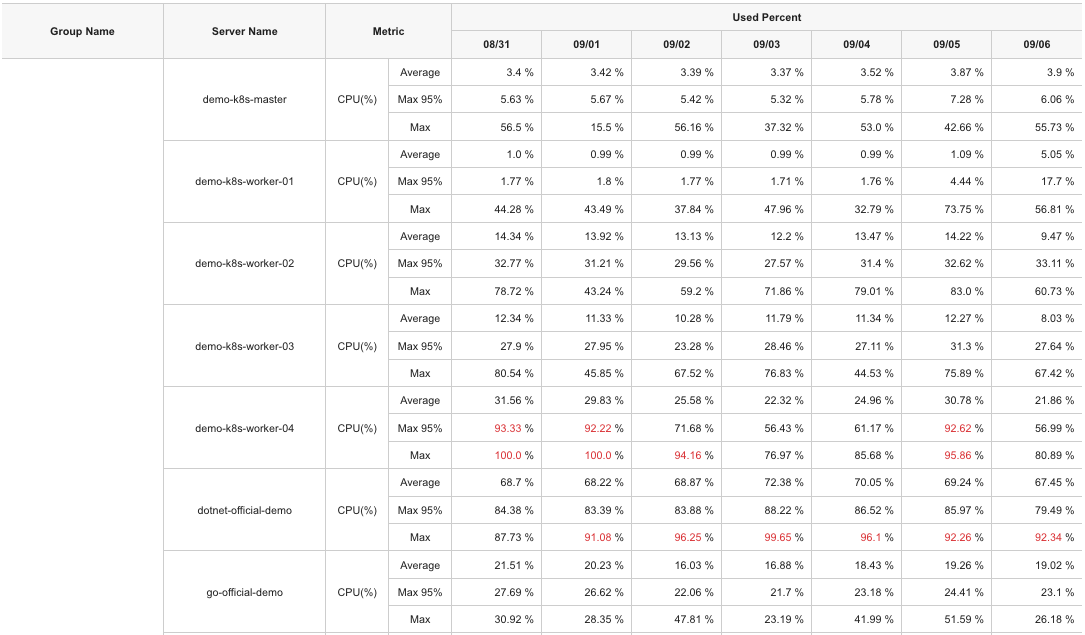 Group Name Server Name Metric Used Percent
08/31 09/01 09/02 09/03 09/04 09/05 09/06
demo-k8s-master CPU(%) Average 3.4 % 3.42 % 3.39 % 3.37 % 3.52 % 3.87 % 3.9 %
Max 95% 5.63 % 5.67 % 5.42 % 5.32 % 5.78 % 7.28 % 6.06 %
Max 56.5 % 15.5 % 56.16 % 37.32 % 53.0 % 42.66 % 55.73 %
demo-k8s-worker-01 CPU(%) Average 1.0 % 0.99 % 0.99 % 0.99 % 0.99 % 1.09 % 5.05 %
Max 95% 1.77 % 1.8 % 1.77 % 1.71 % 1.76 % 4.44 % 17.7 %
Max 44.28 % 43.49 % 37.84 % 47.96 % 32.79 % 73.75 % 56.81 %
demo-k8s-worker-02 CPU(%) Average 14.34 % 13.92 % 13.13 % 12.2 % 13.47 % 14.22 % 9.47 %
Max 95% 32.77 % 31.21 % 29.56 % 27.57 % 31.4 % 32.62 % 33.11 %
Max 78.72 % 43.24 % 59.2 % 71.86 % 79.01 % 83.0 % 60.73 %
demo-k8s-worker-03 CPU(%) Average 12.34 % 11.33 % 10.28 % 11.79 % 11.34 % 12.27 % 8.03 %
Max 95% 27.9 % 27.95 % 23.28 % 28.46 % 27.11 % 31.3 % 27.64 %
Max 80.54 % 45.85 % 67.52 % 76.83 % 44.53 % 75.89 % 67.42 %
demo-k8s-worker-04 CPU(%) Average 31.56 % 29.83 % 25.58 % 22.32 % 24.96 % 30.78 % 21.86 %
Max 95% 93.33 % 92.22 % 71.68 % 56.43 % 61.17 % 92.62 % 56.99 %
Max 100.0 % 100.0 % 94.16 % 76.97 % 85.68 % 95.86 % 80.89 %
dotnet-official-demo CPU(%) Average 68.7 % 68.22 % 68.87 % 72.38 % 70.05 % 69.24 % 67.45 %
Max 95% 84.38 % 83.39 % 83.88 % 88.22 % 86.52 % 85.97 % 79.49 %
Max 87.73 % 91.08 % 96.25 % 99.65 % 96.1 % 92.26 % 92.34 %
go-official-demo CPU(%) Average 21.51 % 20.23 % 16.03 % 16.88 % 18.43 % 19.26 % 19.02 %
Max 95% 27.69 % 26.62 % 22.06 % 21.7 % 23.18 % 24.41 % 23.1 %
Max 30.92 % 28.35 % 47.81 % 23.19 % 41.99 % 51.59 % 26.18 %